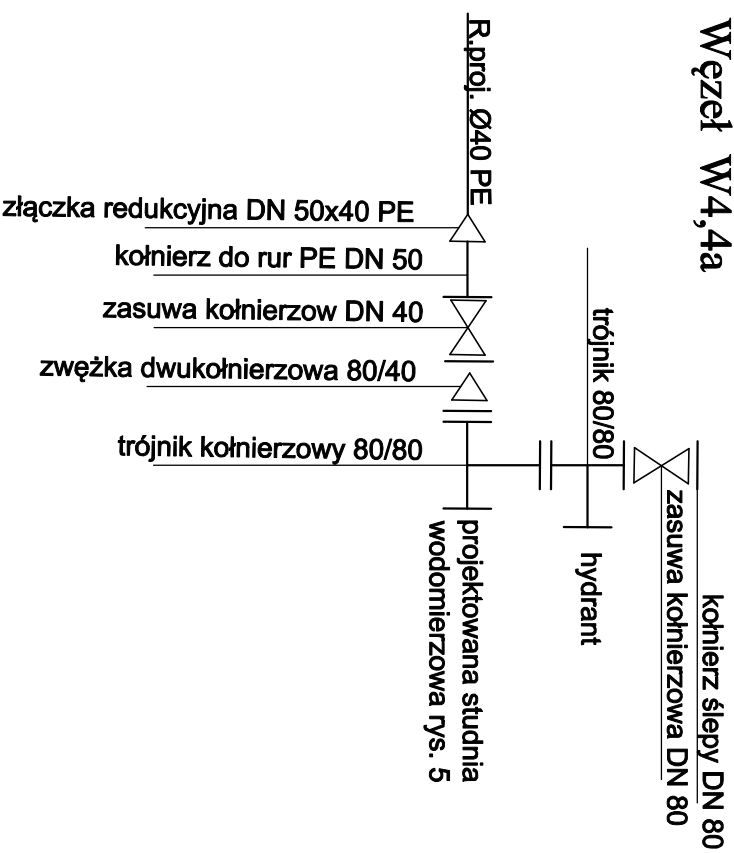 Węzeł W4,4a
R.proj. Ø40 PE
złączka redukcyjna DN 50x40 PE
kołnierz do rur PE DN 50
zasuwa kołnierzow DN 40
zwężka dwukołnierzowa 80/40
trójnik kołnierzowy 80/80
trójnik 80/80
kołnierz ślepy DN 80
zasuwa kołnierzowa DN 80
hydrant
projektowana studnia
wodomierzowa rys. 5